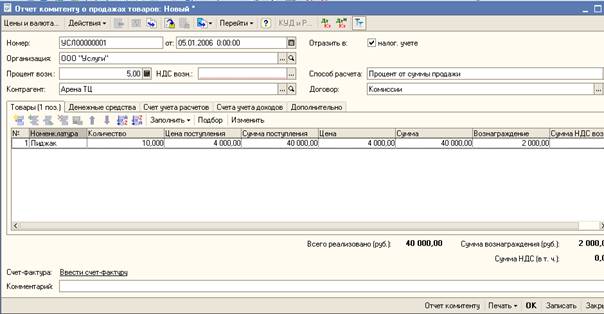 Отчет комитенту о продажах товаров: Новый *
Цены и валюта... Действия Перейти К.УД и Р...
Номер: УСЛ00000001 от: 05.01.2006 0:00:00 Отразить в: налог. учете
Организация: ООО "Услуги"
Процент возн.: 5,00 НДС возн.: Способ расчета: Процент от суммы продажи
Контрагент: Арена ТЦ Договор: Комиссии
Товары (1 поз.) Денежные средства Счет учета расчетов Счета учета доходов Дополнительно
Заполнить Подбор Изменить
№ Номенклатура Количество Цена поступления Сумма поступления Цена Сумма Вознаграждение Сумма НДС воз
1 Пиджак 10,000 4 000,00 40 000,00 4 000,00 40 000,00 2 000,00
Всего реализовано (руб.): 40 000,00 Сумма вознаграждения (руб.): 2 000,
Сумма НДС (в т. ч.): 0,0
Счет-фактура: Ввести счет-фактуру
Комментарий:
Отчет комитенту Печать OK Записать Закры